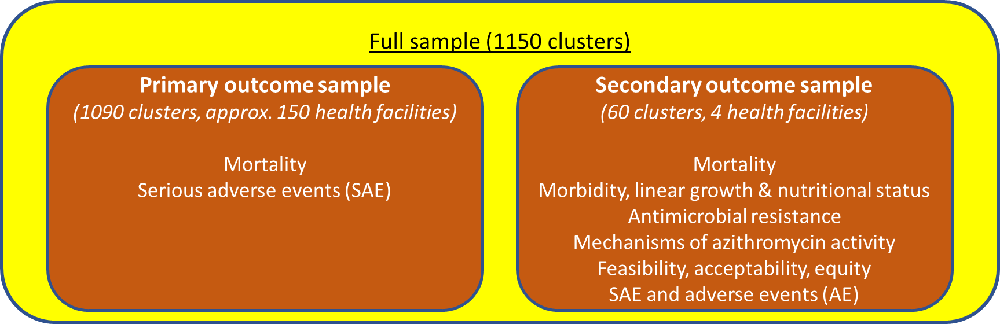 Full sample (1150 clusters)
Primary outcome sample
(1090 clusters, approx. 150 health facilities)
Mortality
Serious adverse events (SAE)
Secondary outcome sample
(60 clusters, 4 health facilities)
Mortality
Morbidity, linear growth & nutritional status
Antimicrobial resistance
Mechanisms of azithromycin activity
Feasibility, acceptability, equity
SAE and adverse events (AE)